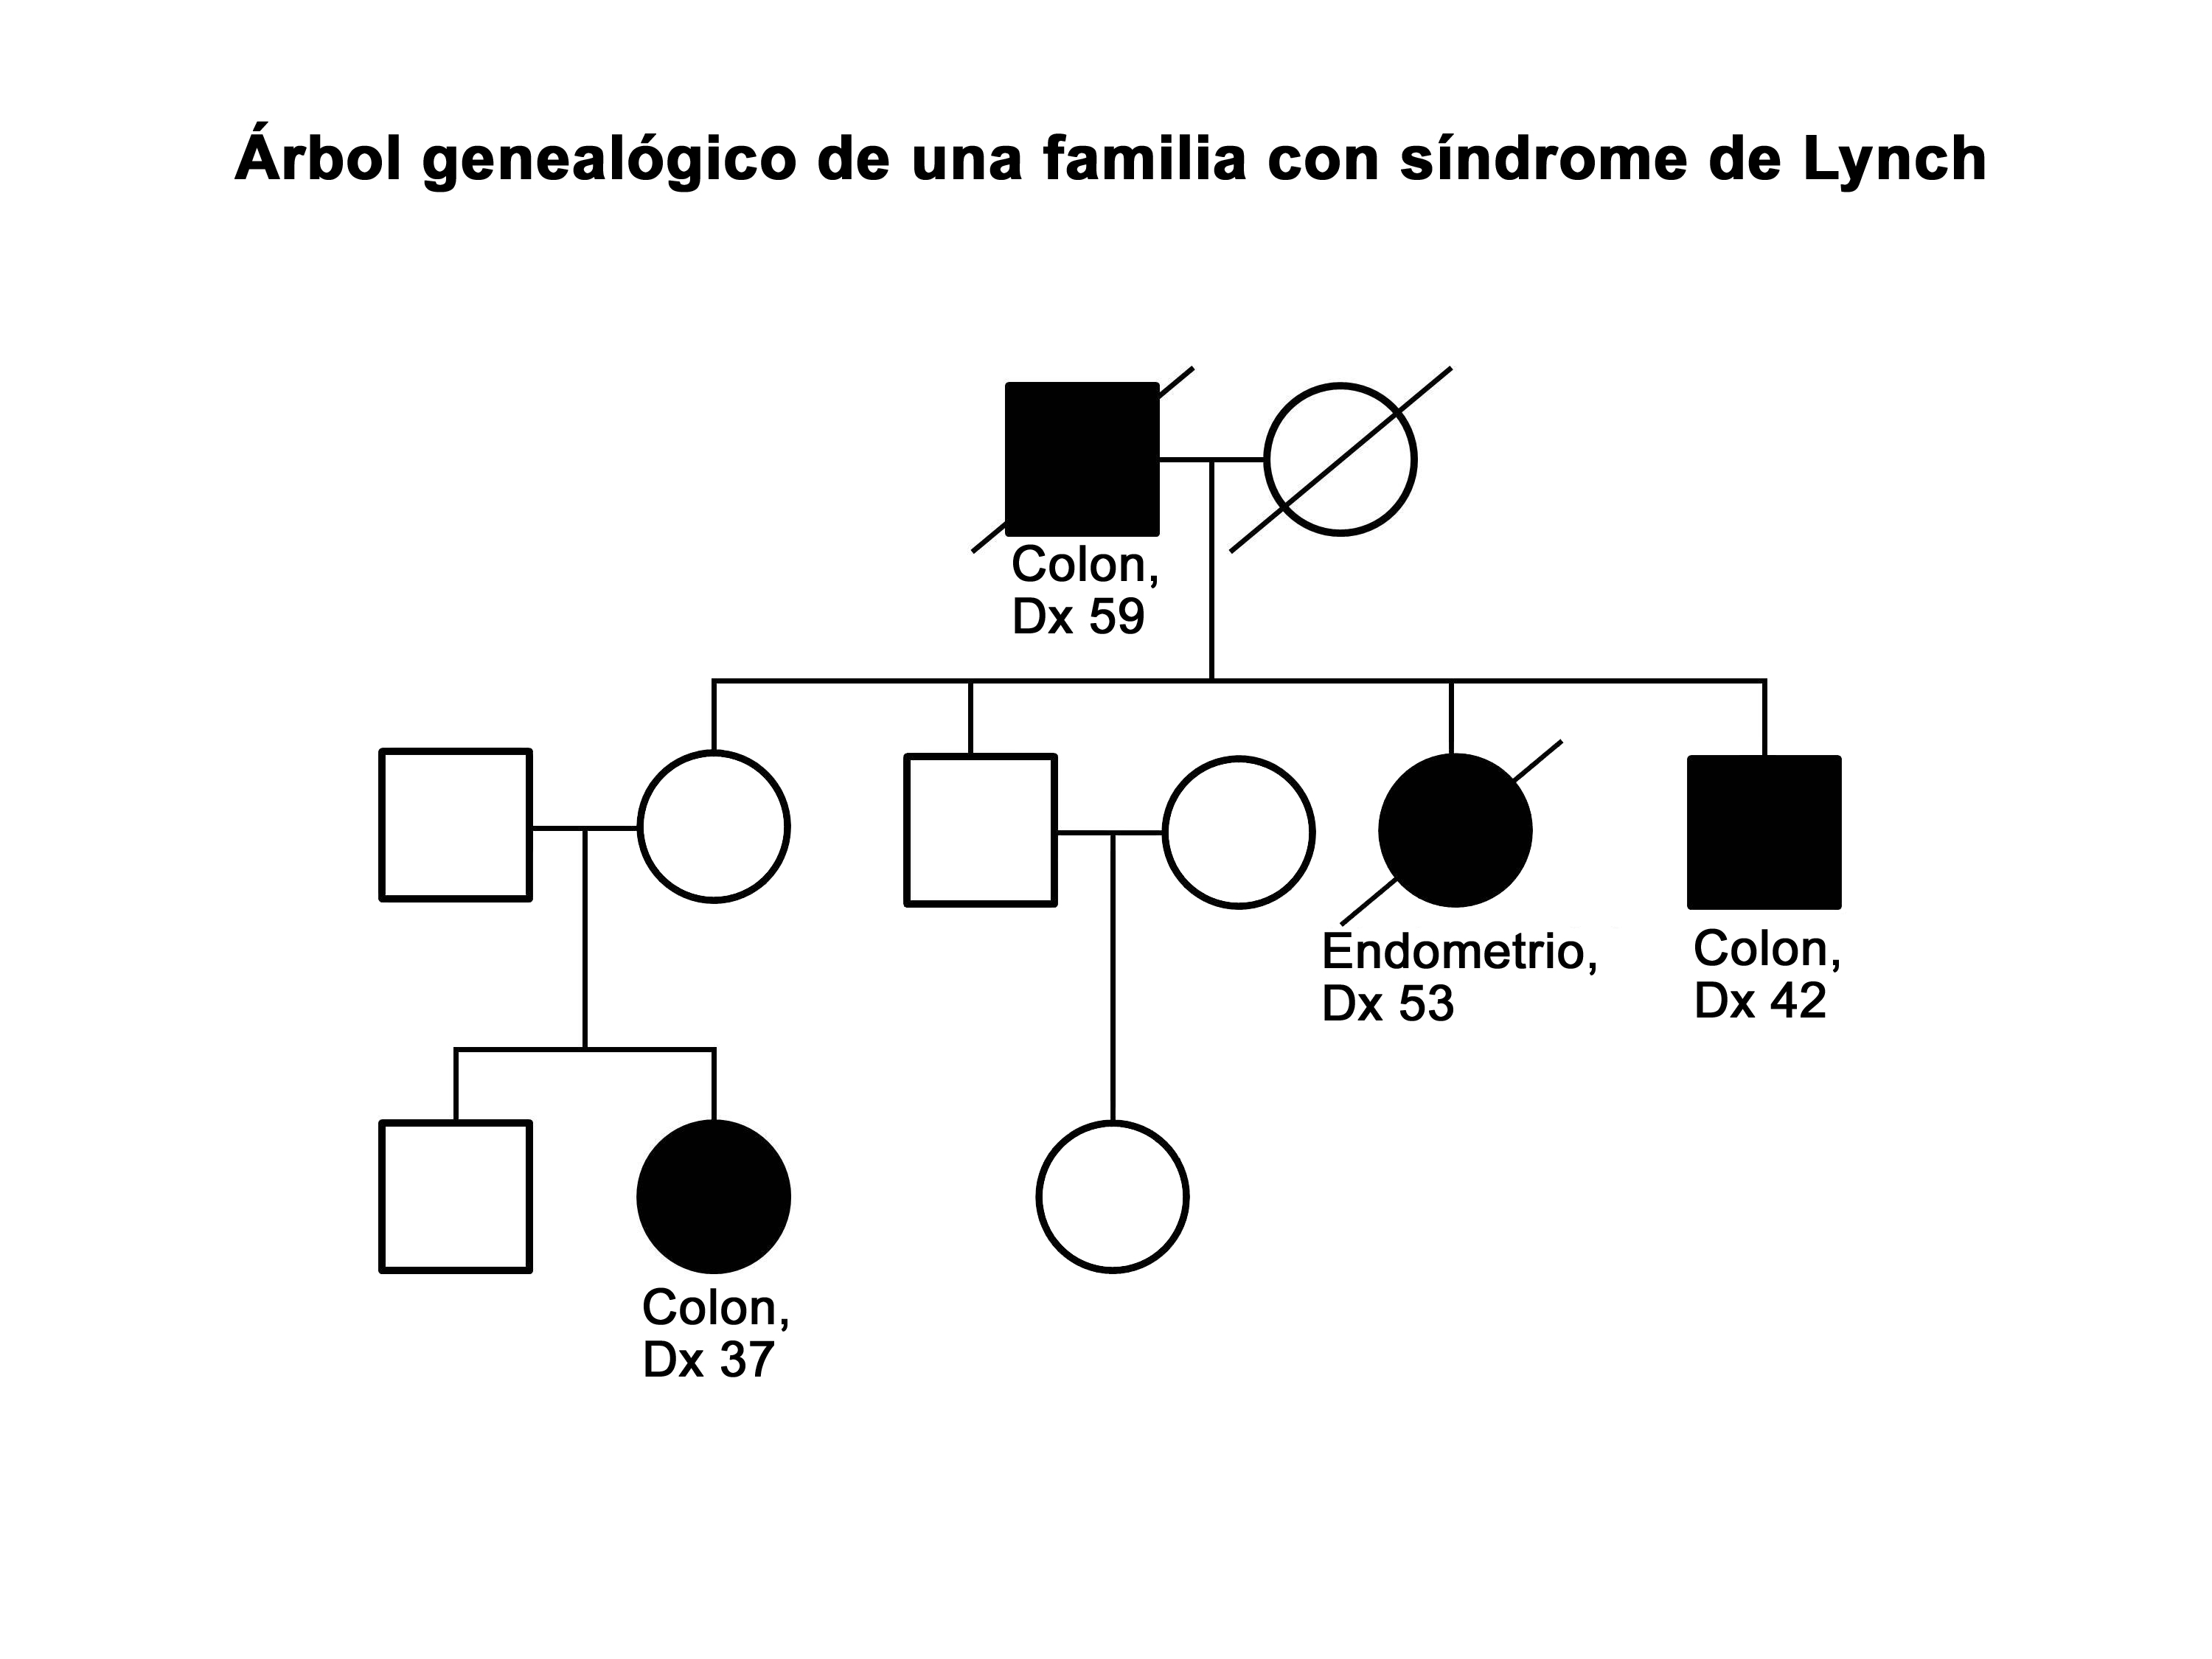 Árbol genealógico de una familia con síndrome de Lynch
Colon,
Dx 59
Endometrio,
Dx 53
Colon,
Dx 42
Colon,
Dx 37